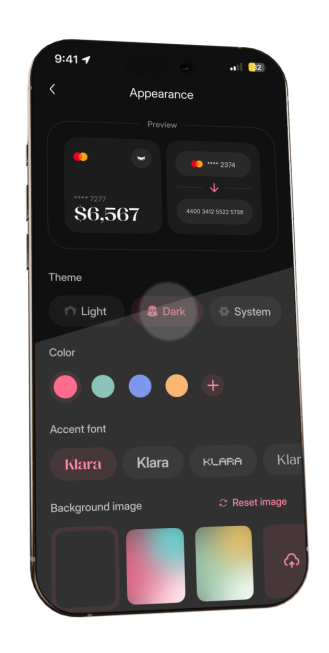 9:41
32
Appearance
Preview
**** 2374
**** 7277
$6,567
4400 3412 5522 5736
Theme
Light
Dark
System
Color
Accent font
Klara
Klara
KLARA
Klar
Background image
Reset image